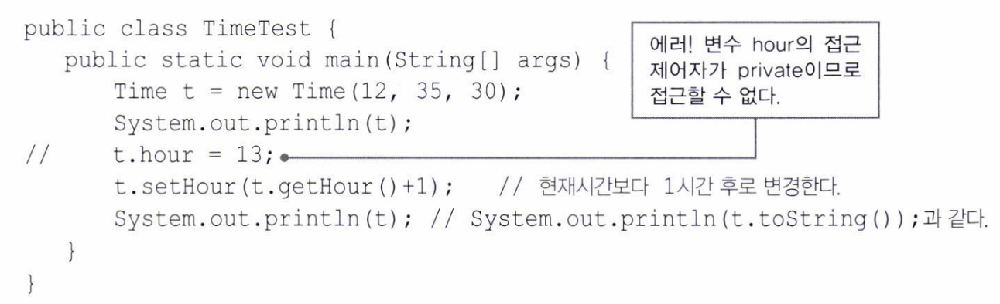 public class TimeTest {
    public static void main(String[] args) {
        Time t = new Time(12, 35, 30);
        System.out.println(t);
//      t.hour = 13;
에러! 변수 hour의 접근
제어자가 private이므로
접근할 수 없다.
        t.setHour(t.getHour()+1);   // 현재시간보다 1시간 후로 변경한다.
        System.out.println(t); // System.out.println(t.toString());과 같다.
    }
}